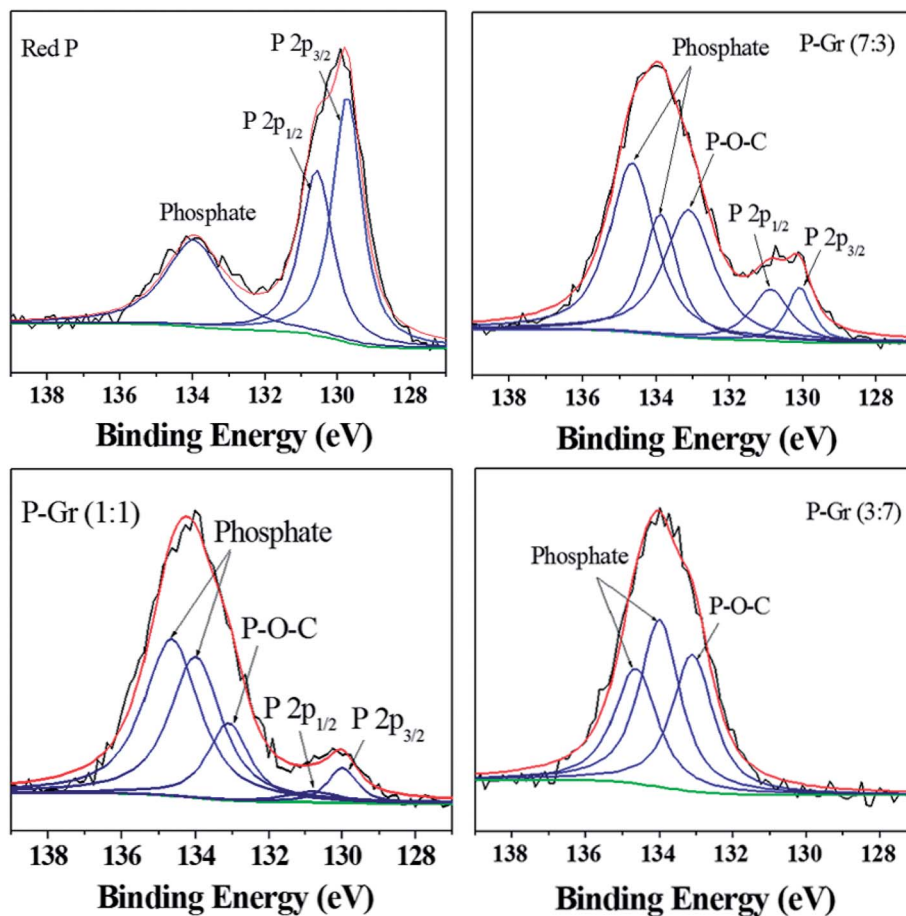 Red P
P 2p3/2
P 2p1/2
Phosphate
138 136 134 132 130 128
Binding Energy (eV)
P-Gr (7:3)
Phosphate
P-O-C
P 2p1/2
P 2p3/2
138 136 134 132 130 128
Binding Energy (eV)
P-Gr (1:1)
Phosphate
P-O-C
P 2p1/2
P 2p3/2
138 136 134 132 130 128
Binding Energy (eV)
P-Gr (3:7)
Phosphate
P-O-C
138 136 134 132 130 128
Binding Energy (eV)